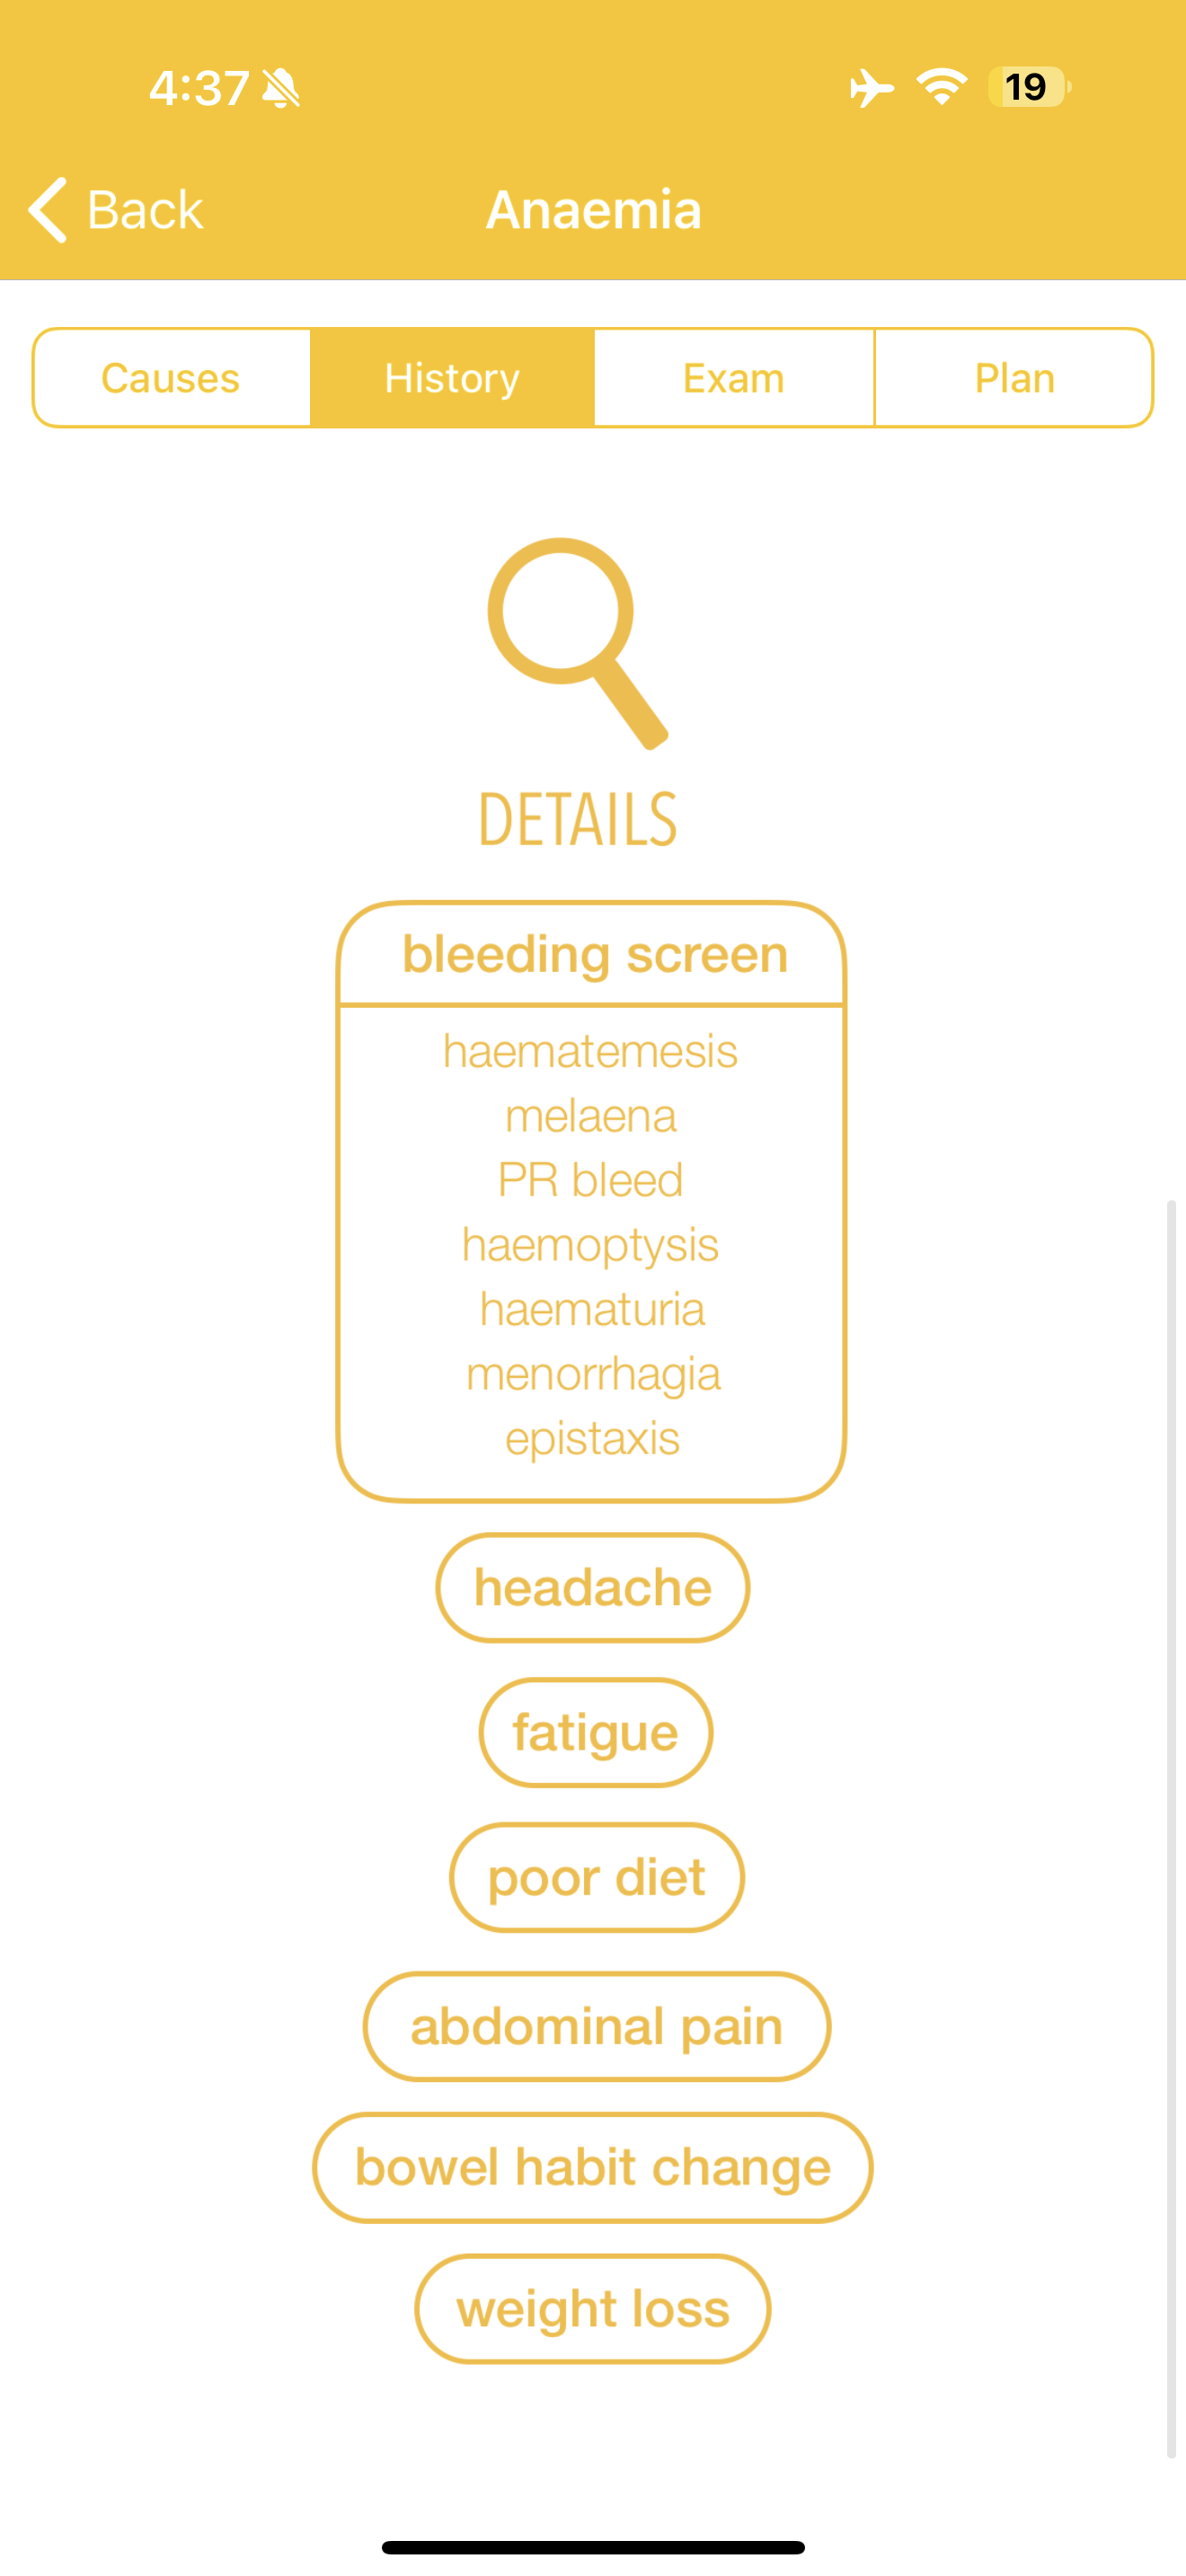 4:37
19
Back
Anaemia
Causes
History
Exam
Plan
DETAILS
bleeding screen
haematemesis
melaena
PR bleed
haemoptysis
haematuria
menorrhagia
epistaxis
headache
fatigue
poor diet
abdominal pain
bowel habit change
weight loss